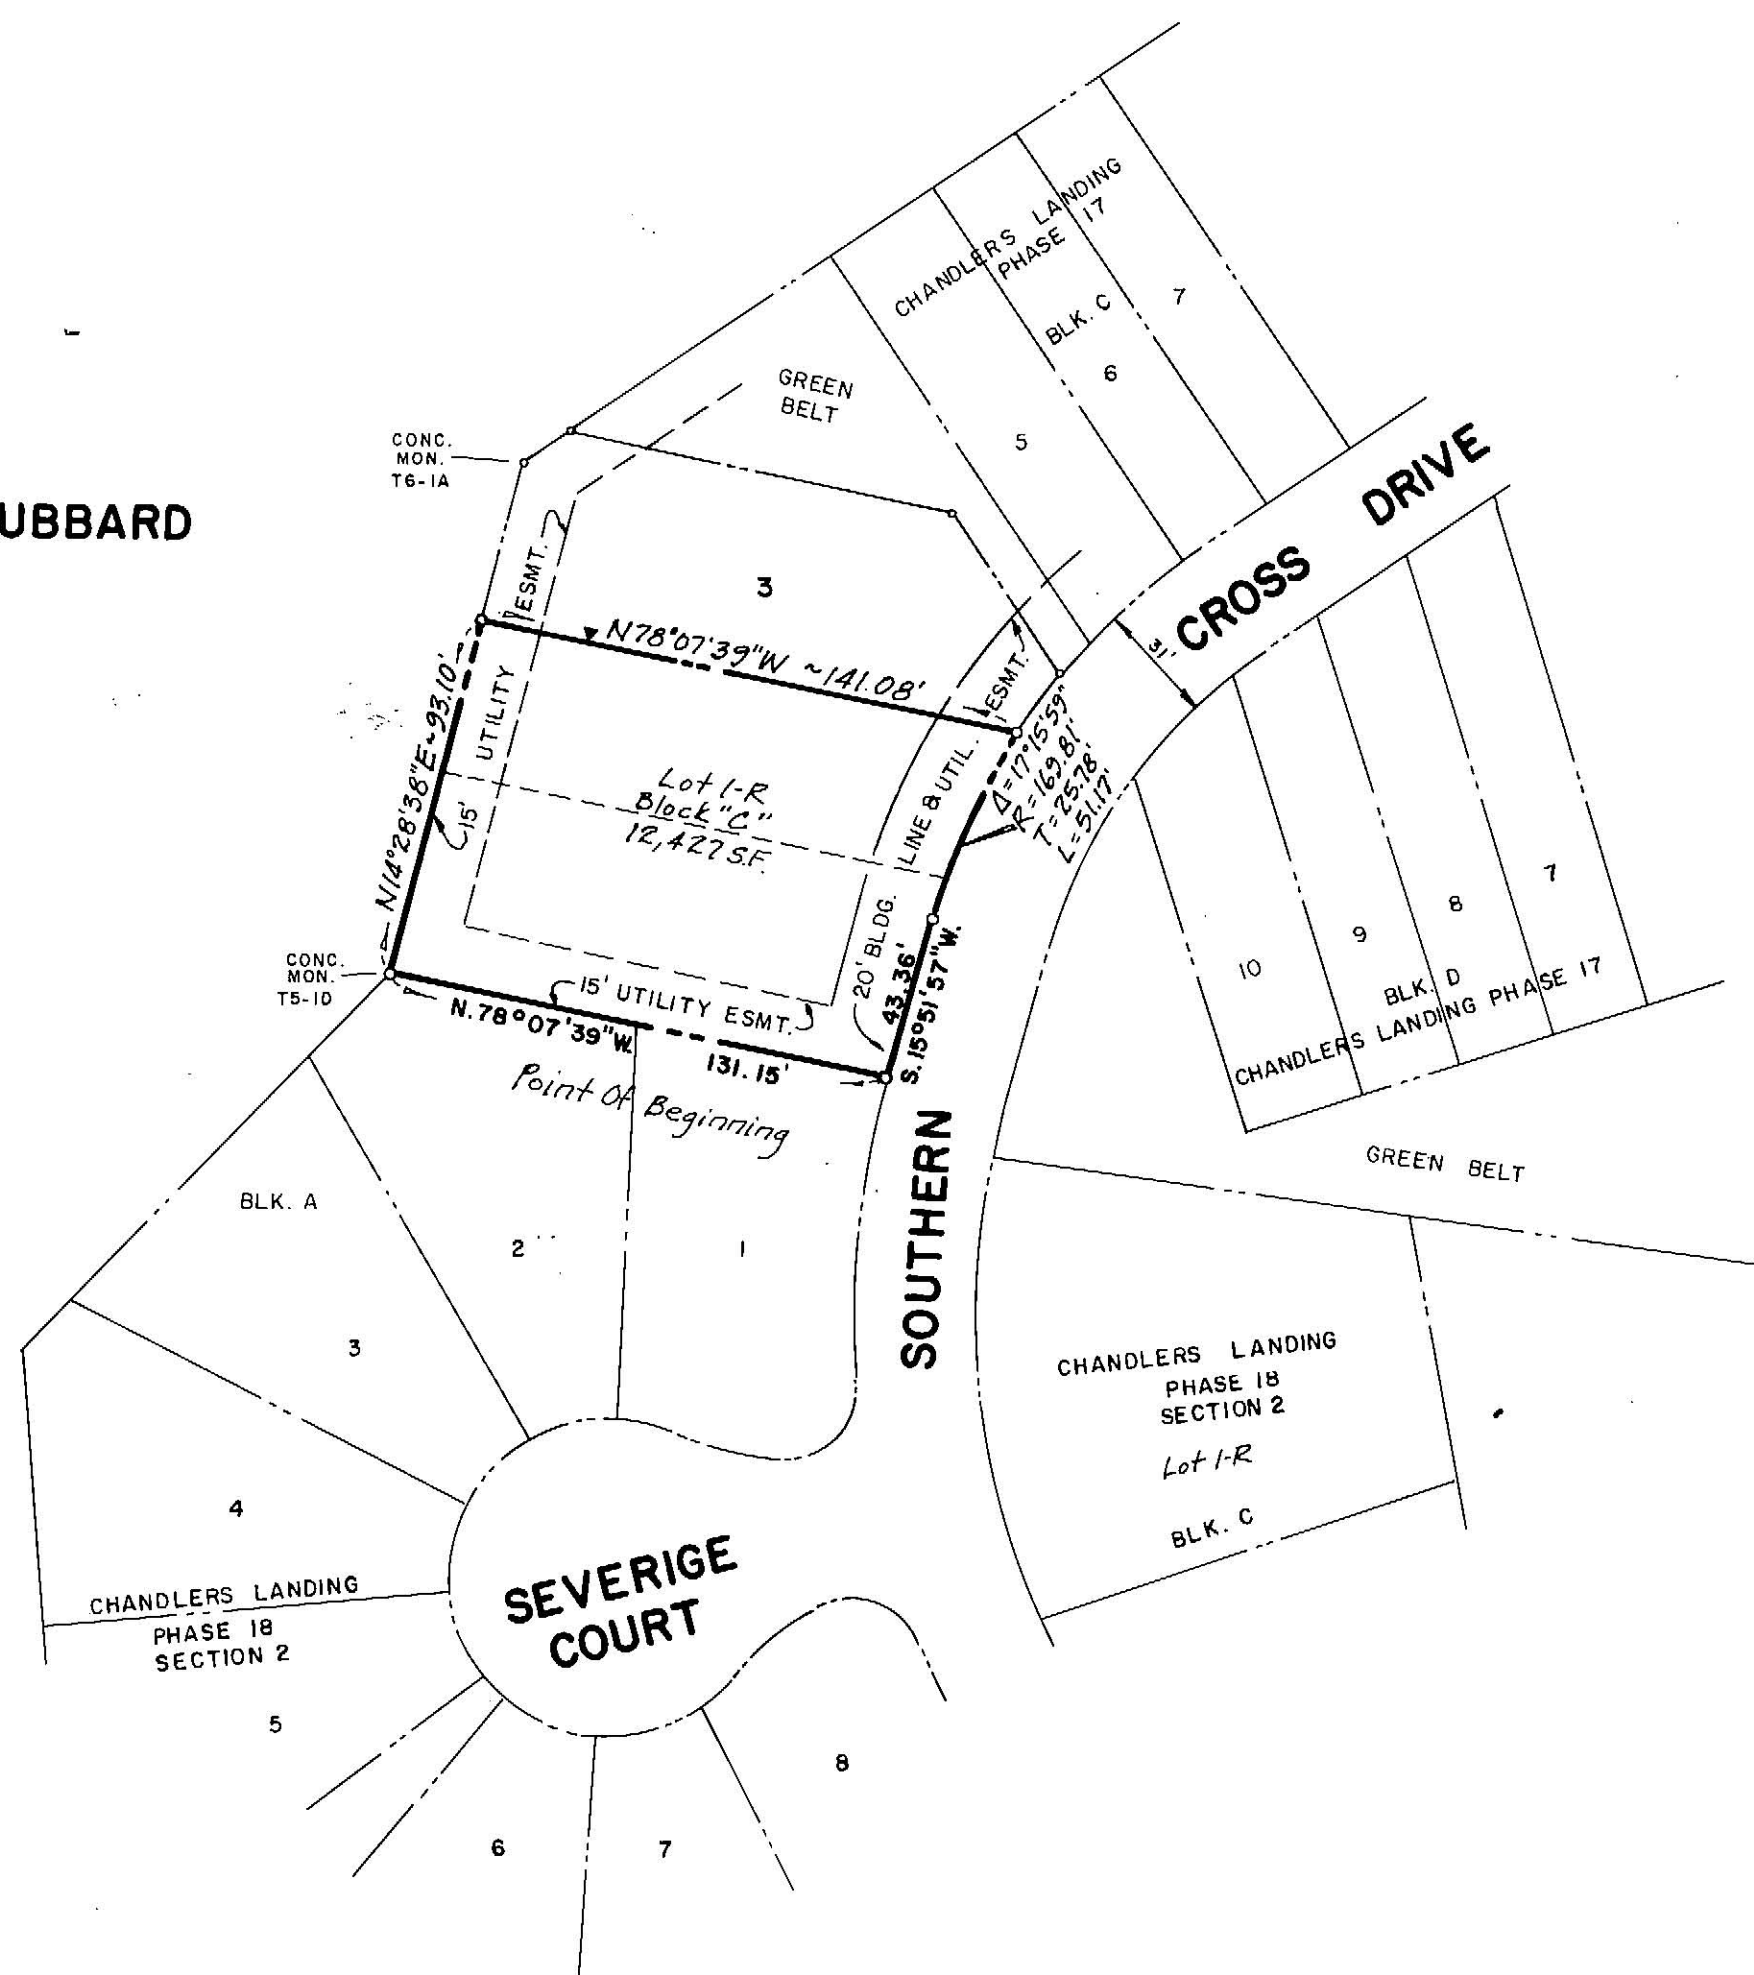 CHANDLERS LANDING
PHASE 17
BLK. C
7
6
5
GREEN
BELT
CONC.
MON.
T6-1A
UBBARD
SOUTHERN CROSS DRIVE
31'
ESMT.
3
N78°07'39"W ~141.08'
N14°28'38"E~93.10'
15' UTILITY
Lot 1-R
Block "C"
12,427 S.F.
20' BLDG. LINE & UTIL. ESMT.
Δ=17°15'59"
R=169.81'
T=25.78'
L=51.17'
43.36'
S.15°51'57"W.
CONC.
MON.
T5-1D
15' UTILITY ESMT.
N.78°07'39"W.
131.15'
Point Of Beginning
10
9
8
7
BLK. D
CHANDLERS LANDING PHASE 17
GREEN BELT
BLK. A
2
1
3
4
CHANDLERS LANDING
PHASE 18
SECTION 2
Lot 1-R
BLK. C
SEVERIGE
COURT
CHANDLERS LANDING
PHASE 18
SECTION 2
5
6
7
8